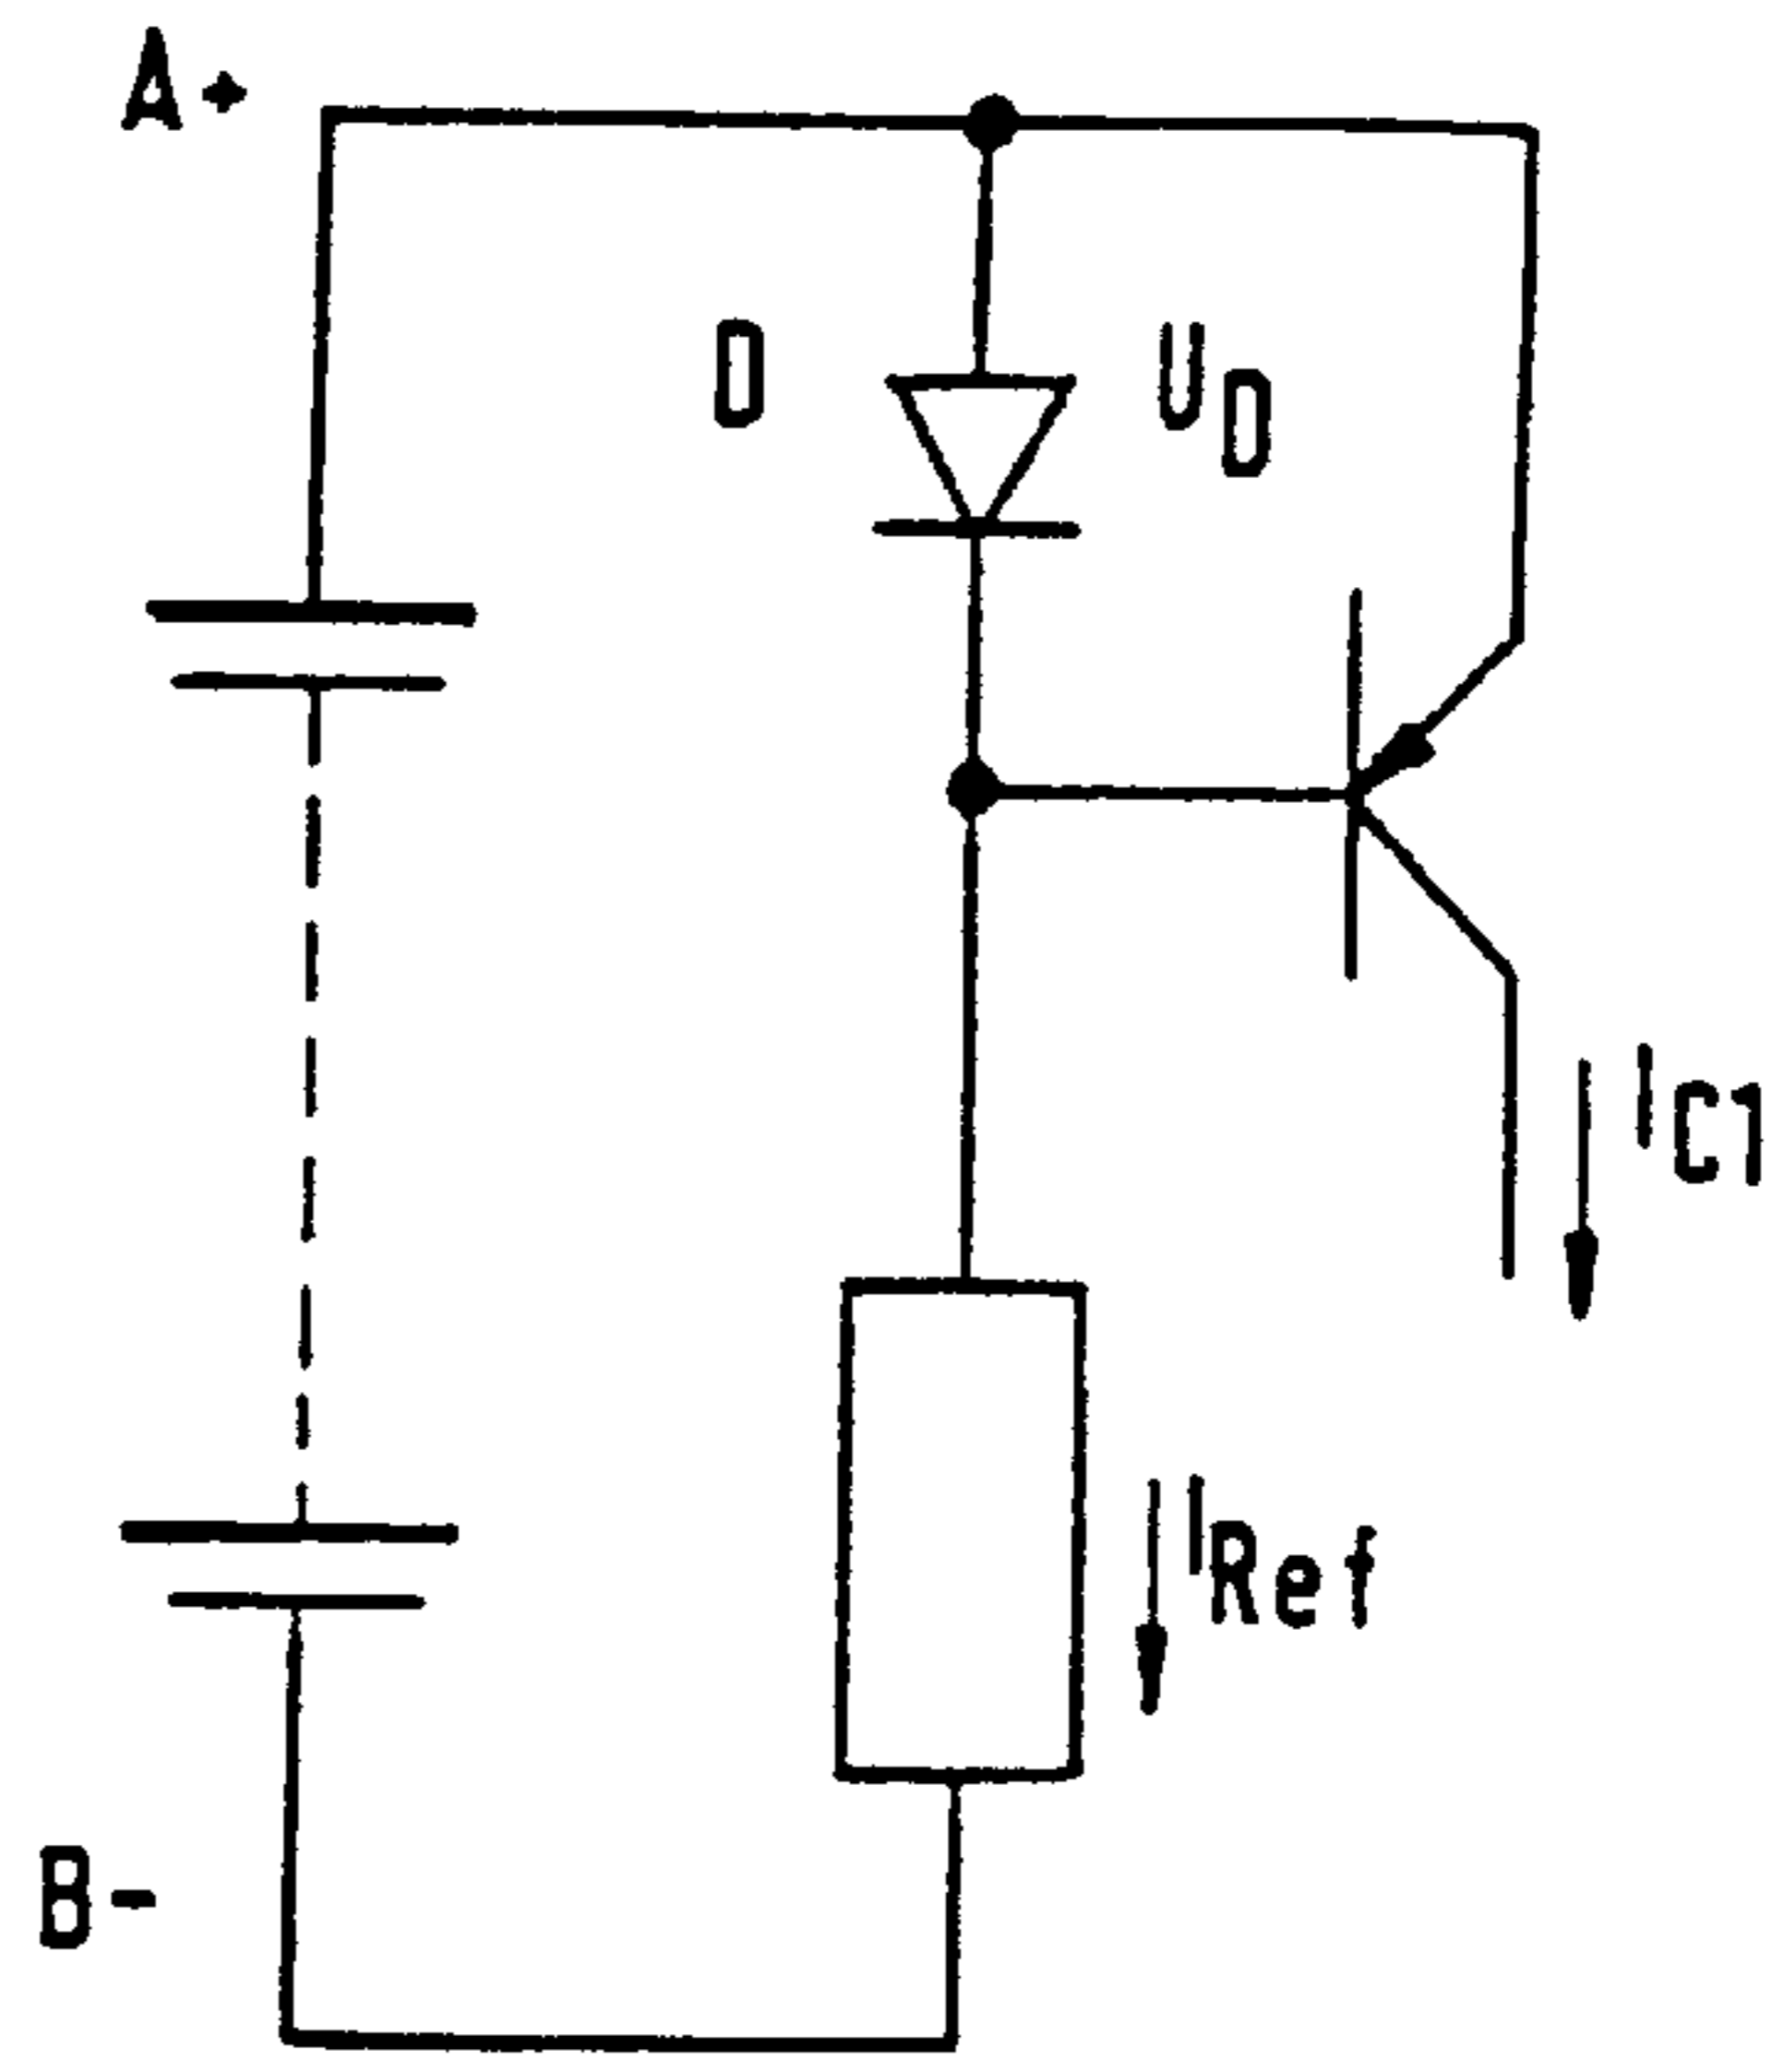 A+
D
U_D
I_C1
I_Ref
B-